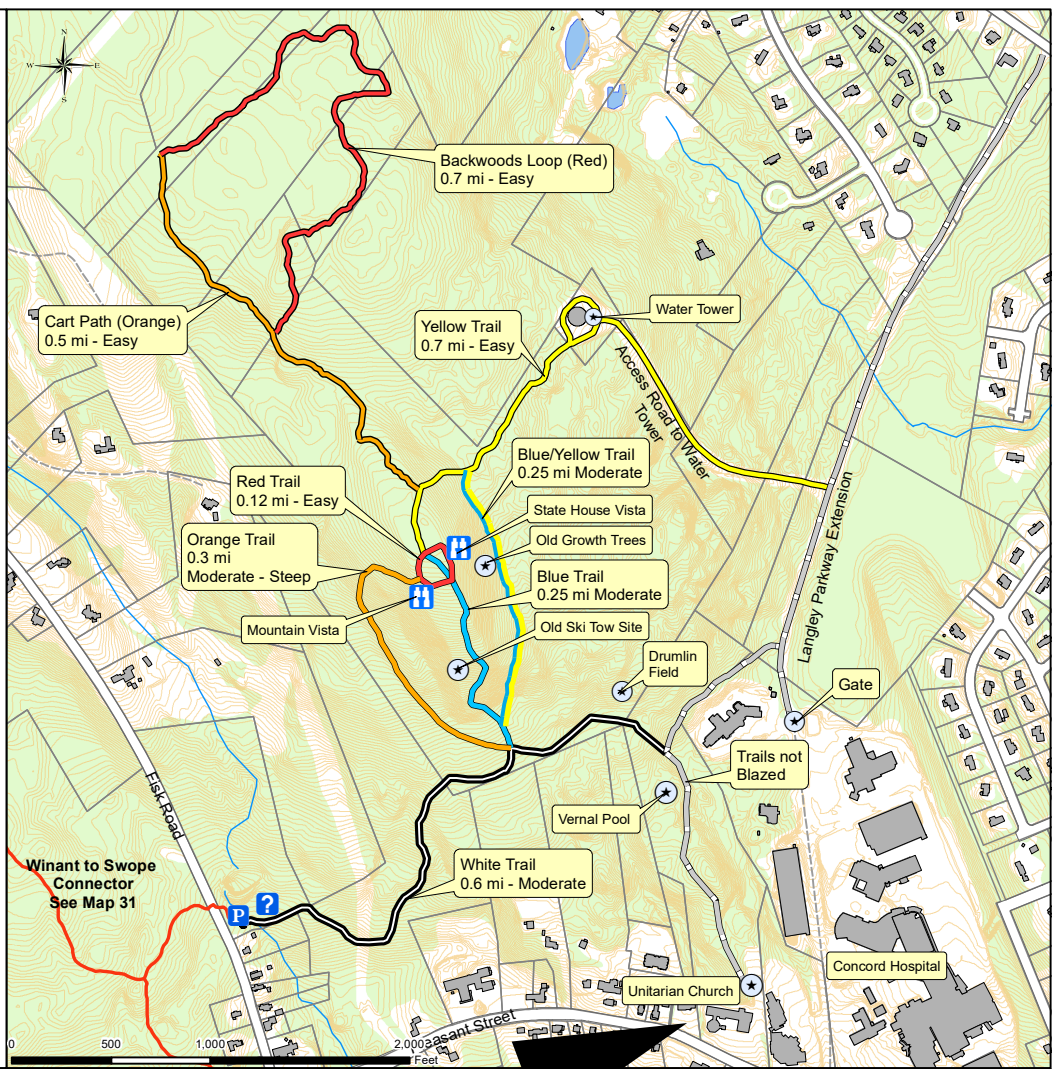 N
W
E
S
Backwoods Loop (Red)
0.7 mi - Easy
Cart Path (Orange)
0.5 mi - Easy
Yellow Trail
0.7 mi - Easy
Water Tower
Access Road to Water
Tower
Blue/Yellow Trail
0.25 mi Moderate
Red Trail
0.12 mi - Easy
State House Vista
Orange Trail
0.3 mi
Moderate - Steep
Old Growth Trees
Blue Trail
0.25 mi Moderate
Mountain Vista
Old Ski Tow Site
Langley Parkway Extension
Drumlin
Field
Gate
Trails not
Blazed
Vernal Pool
Fisk Road
Winant to Swope
Connector
See Map 31
White Trail
0.6 mi - Moderate
P
?
Concord Hospital
Unitarian Church
Street
0
500
1,000
2,000
Feet